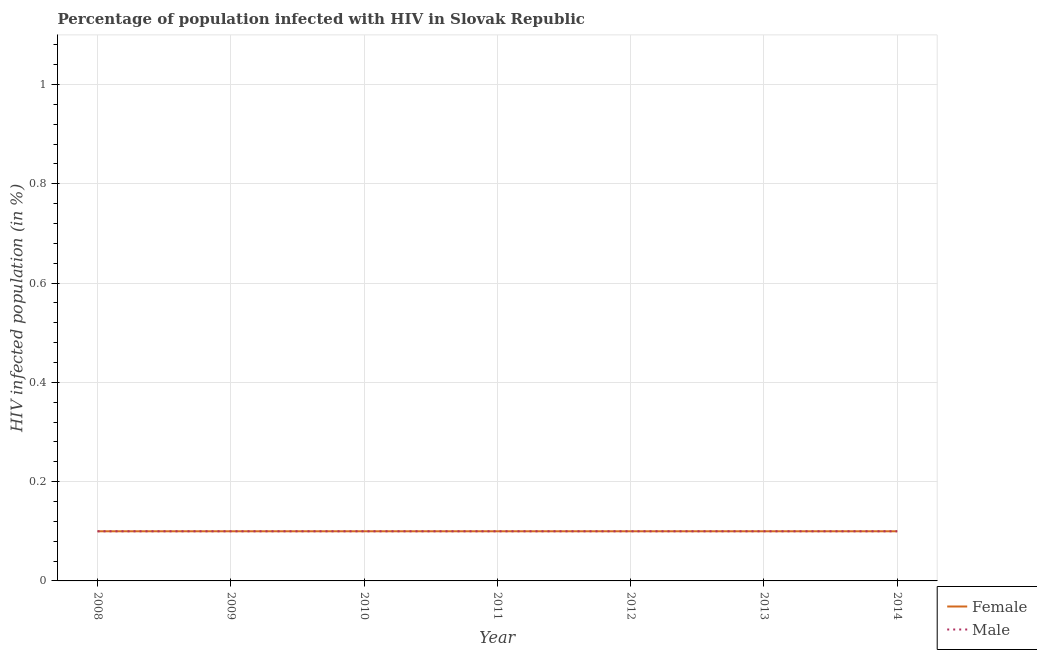 Percentage of population infected with HIV in Slovak Republic
HIV infected population (in %)
1
0.8
0.6
0.4
0.2
0
2008
2009
2010
2011
2012
2013
2014
Year
Female
Male